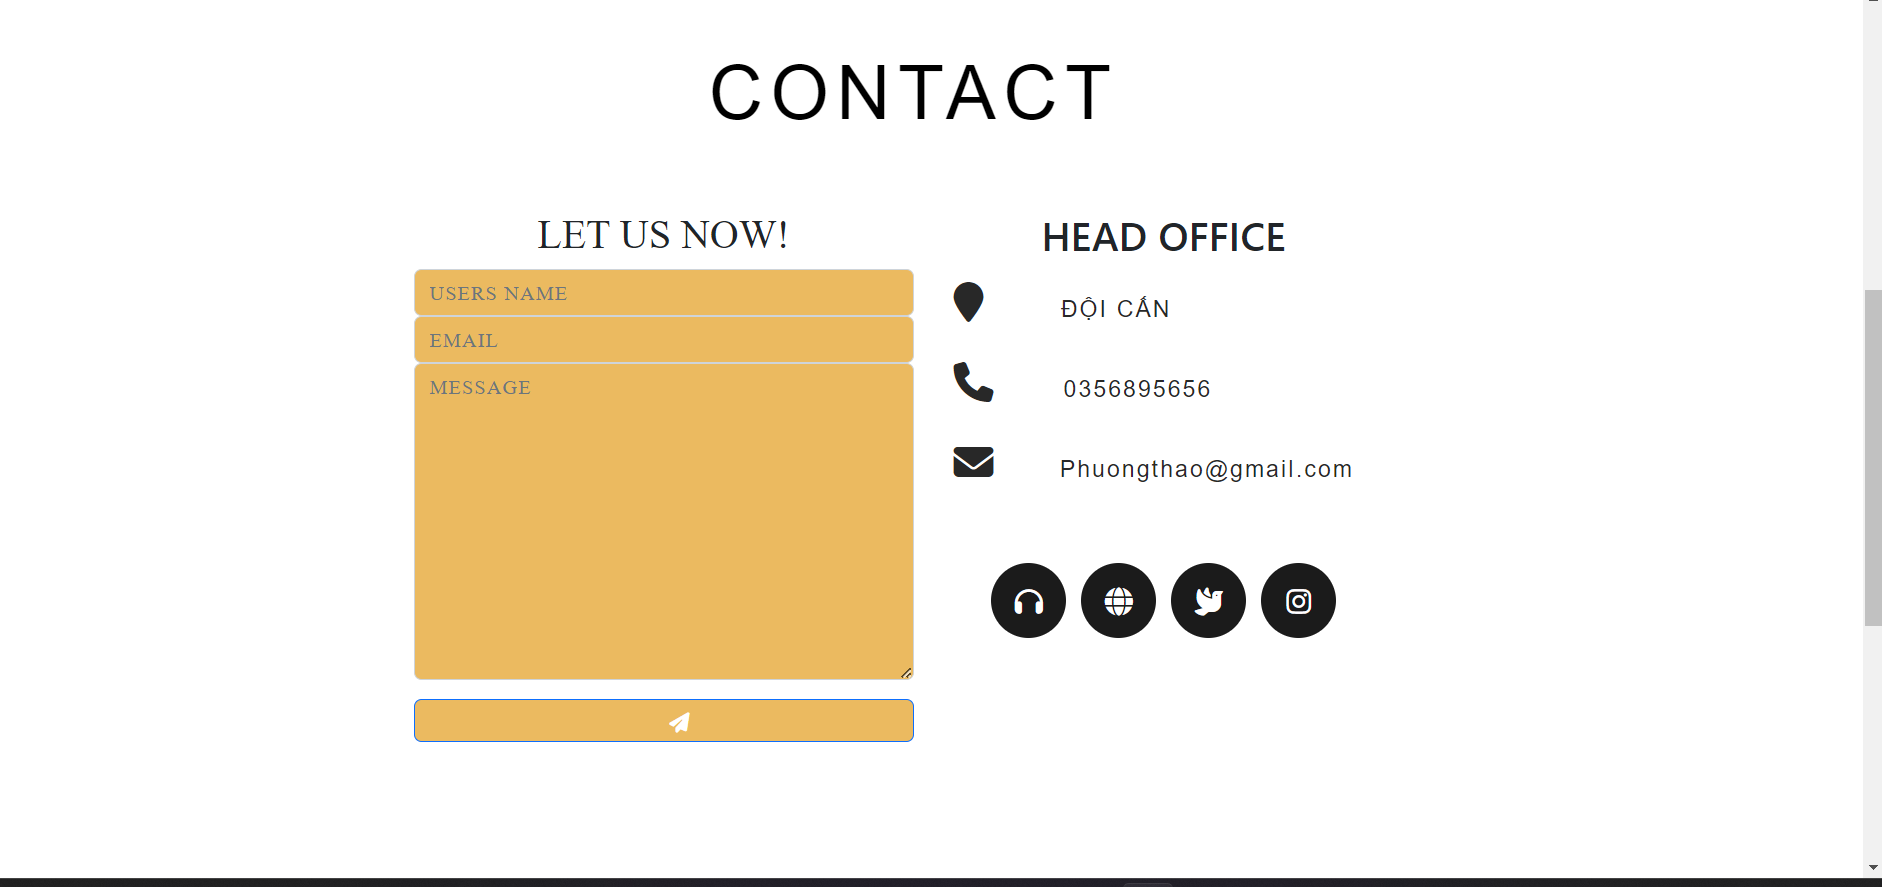 CONTACT
LET US NOW!
USERS NAME
EMAIL
MESSAGE
HEAD OFFICE
ĐỘI CẤN
0356895656
Phuongthao@gmail.com